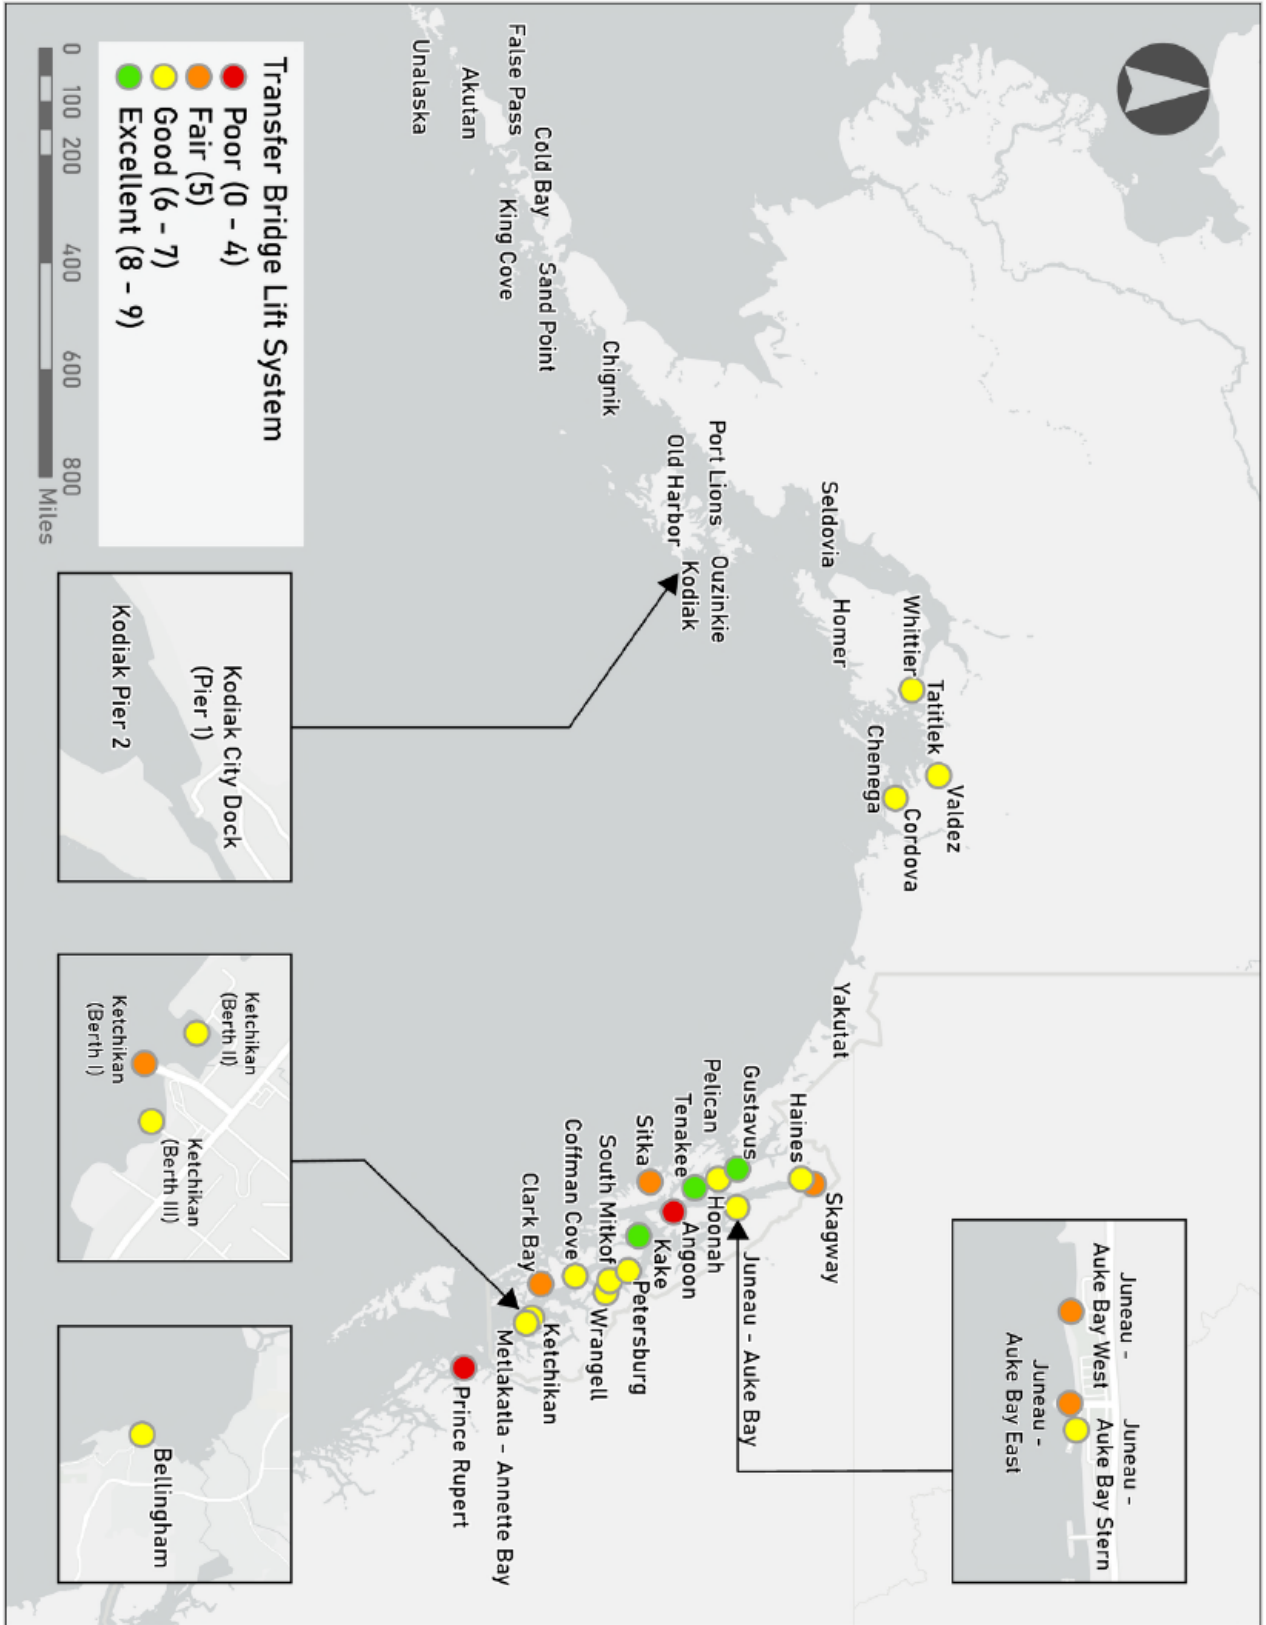 False Pass
Unalaska
Akutan
Cold Bay
King Cove
Sand Point
Chignik
Port Lions
Old Harbor
Ouzinkie
Kodiak
Seldovia
Homer
Whittier
Tatitlek
Chenega
Valdez
Cordova
Yakutat
Haines
Skagway
Gustavus
Pelican
Hoonah
Tenakee
Angoon
Juneau - Auke Bay
Sitka
Kake
South Mitkof
Petersburg
Coffman Cove
Wrangell
Clark Bay
Ketchikan
Metlakatla - Annette Bay
Prince Rupert
Juneau -
Auke Bay West
Juneau -
Auke Bay Stern
Juneau -
Auke Bay East
Transfer Bridge Lift System
Poor (0 - 4)
Fair (5)
Good (6 - 7)
Excellent (8 - 9)
0 100 200 400 600 800
Miles
Kodiak City Dock
(Pier 1)
Kodiak Pier 2
Ketchikan
(Berth II)
Ketchikan
(Berth I)
Ketchikan
(Berth III)
Bellingham